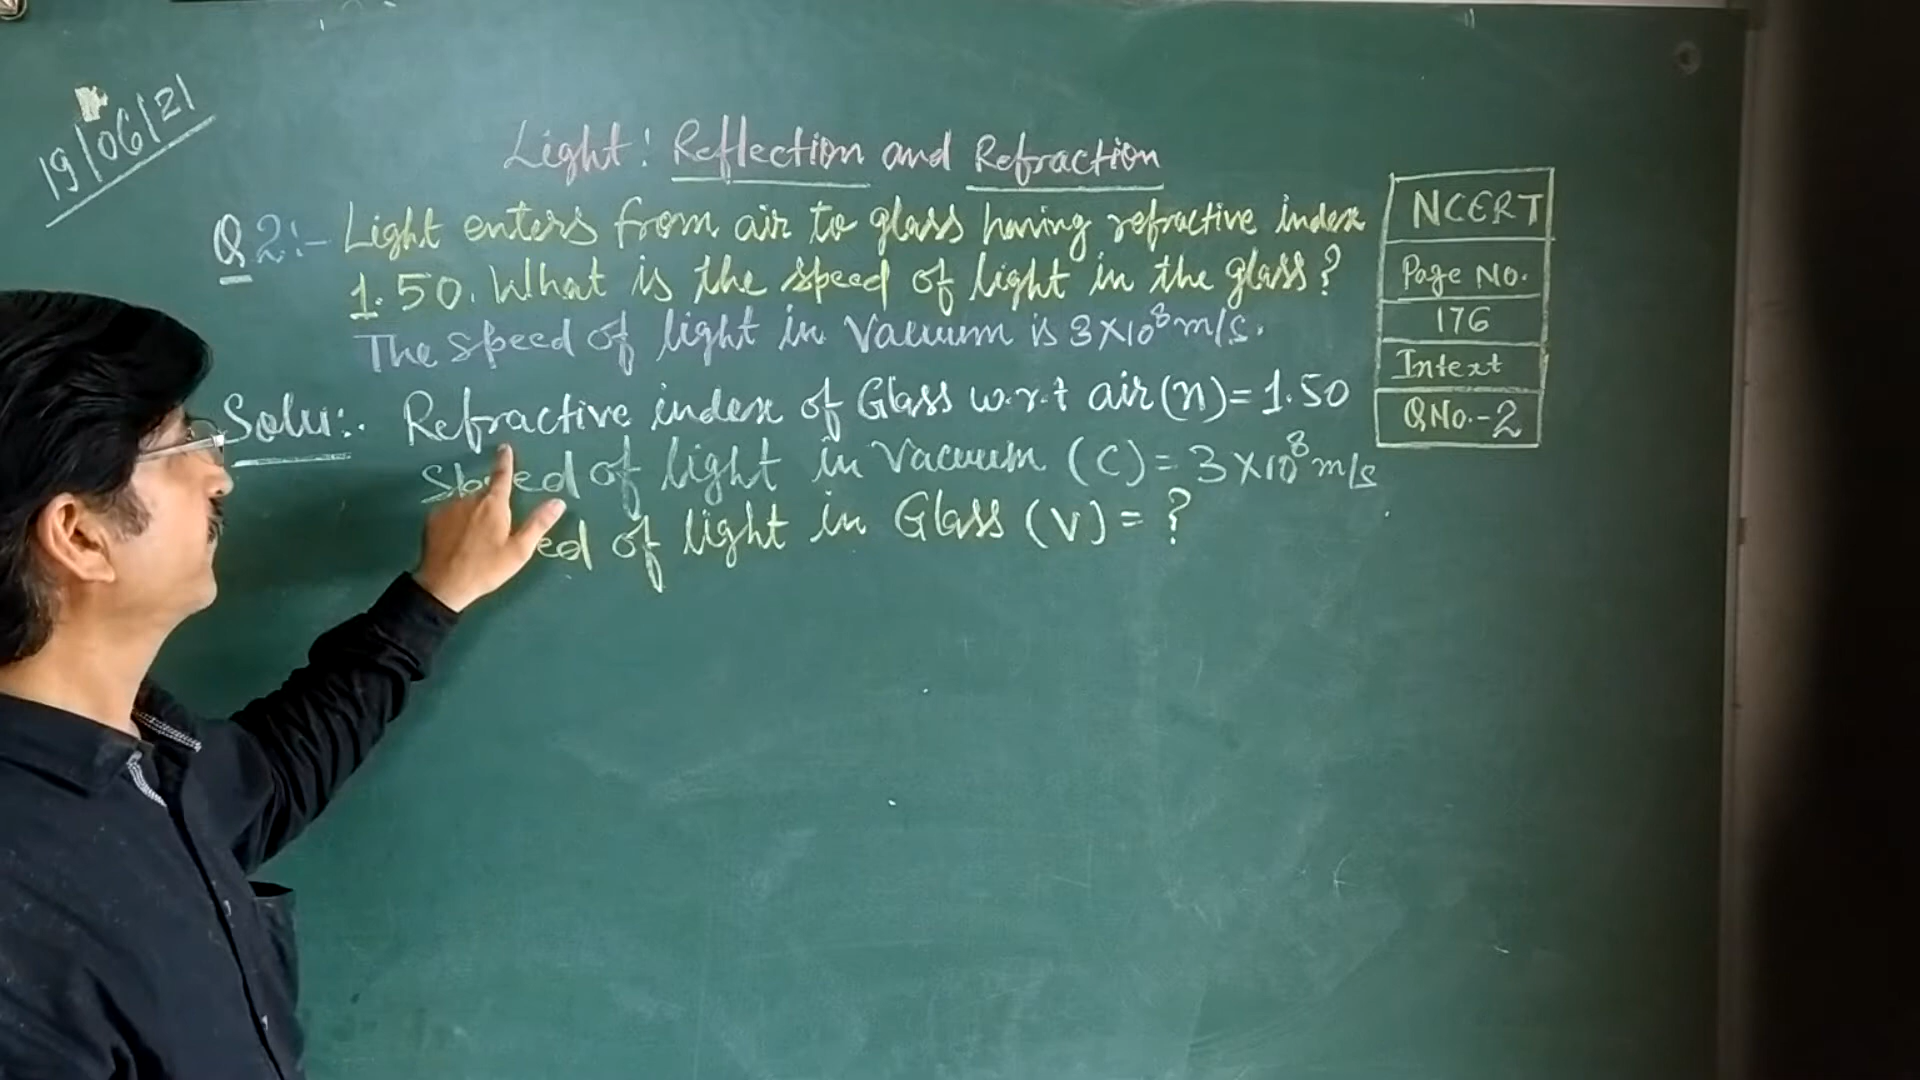 19/06/21
Light: Reflection and Refraction
Q2:- Light enters from air to glass having refractive index
1.50. What is the speed of light in the glass?
The speed of light in Vacuum is 3×10⁸ m/s.
Solu:. Refractive index of Glass w.r.t air (n) = 1.50
Speed of light in Vacuum (C) = 3×10⁸ m/s
ed of light in Glass (V) = ?
NCERT
Page No.
176
Intext
QNo.-2